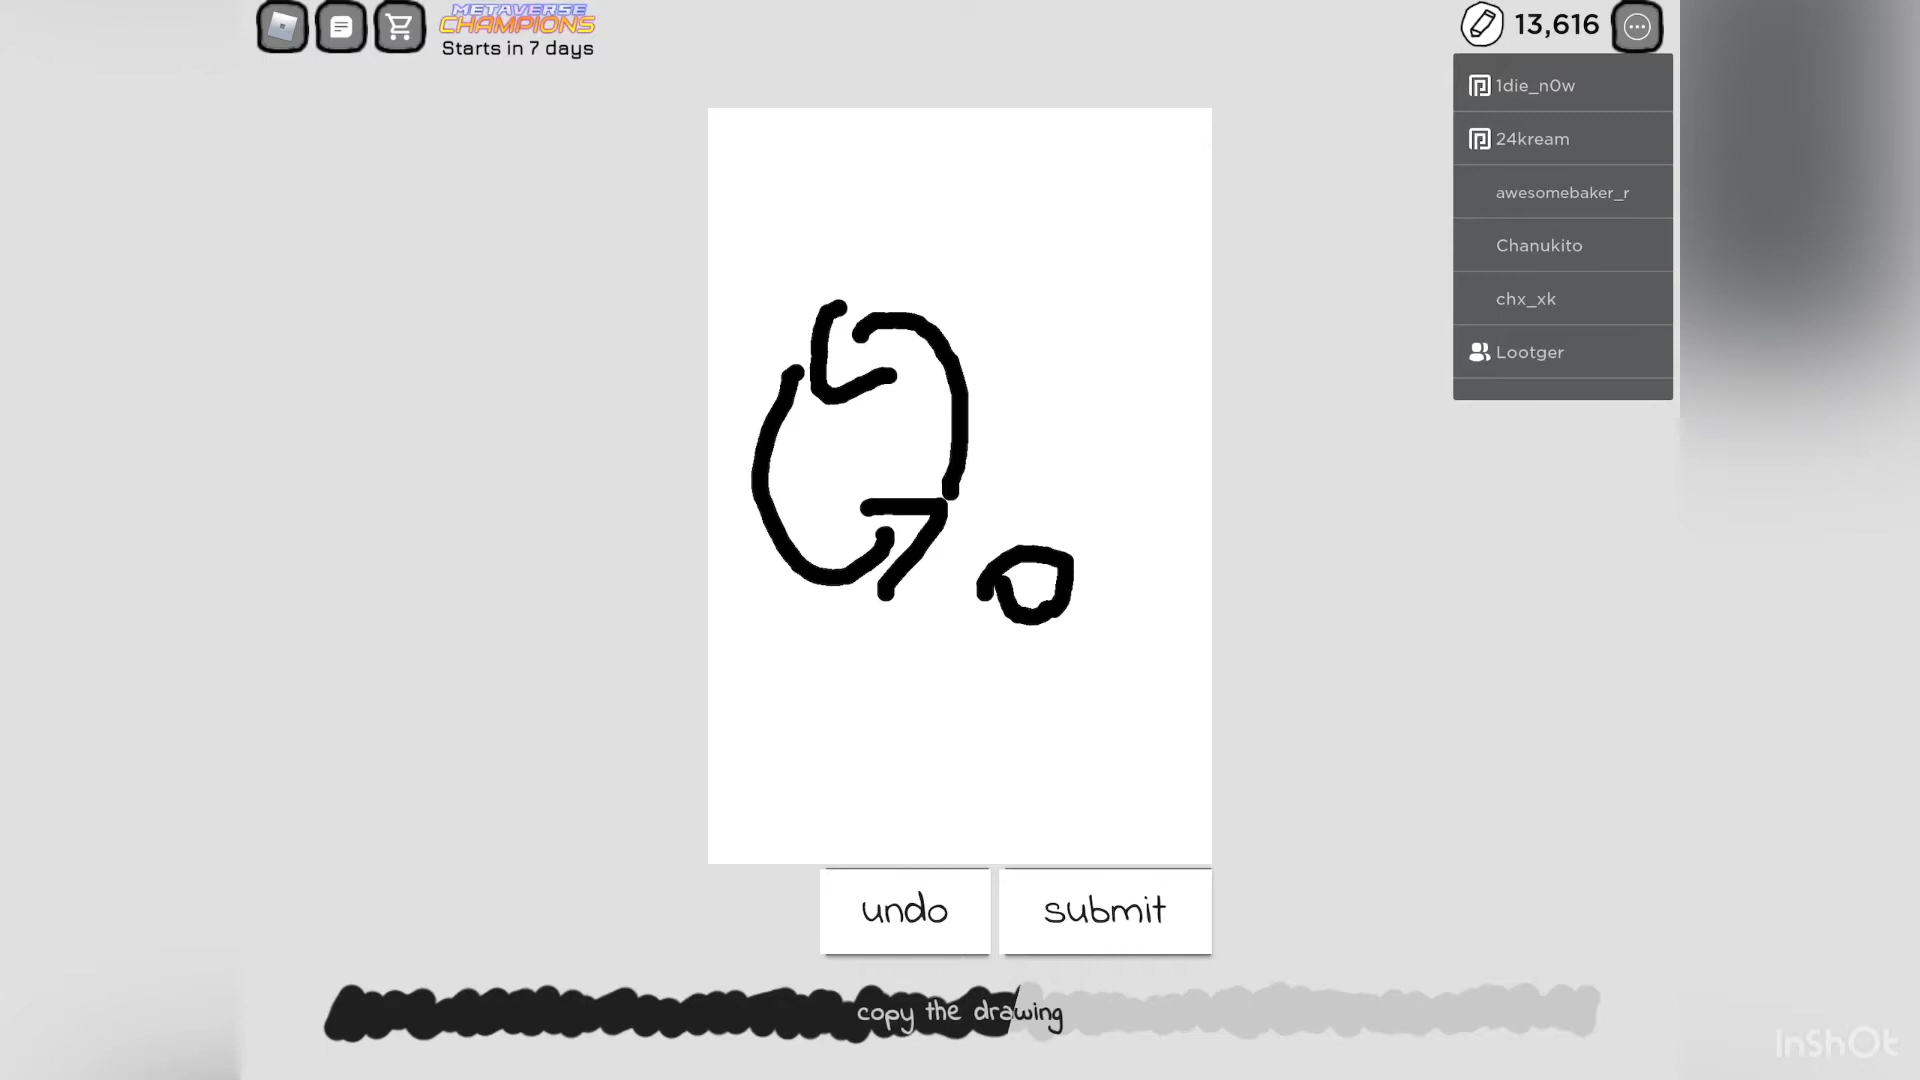 METAVERSE
CHAMPIONS
Starts in 7 days
13,616
1die_n0w
24kream
awesomebaker_r
Chanukito
chx_xk
Lootger
undo
submit
copy the drawing
InShOt